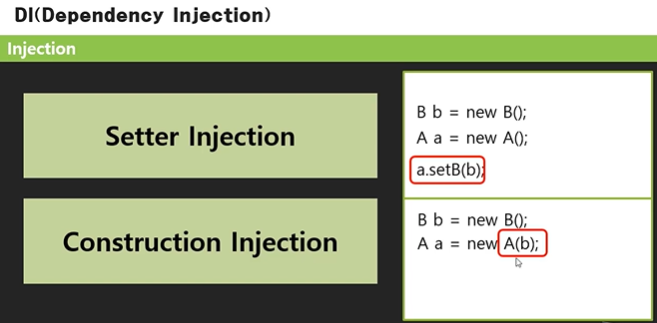 DI(Dependency Injection)
Injection
Setter Injection
B b = new B();
A a = new A();
a.setB(b);
Construction Injection
B b = new B();
A a = new A(b);